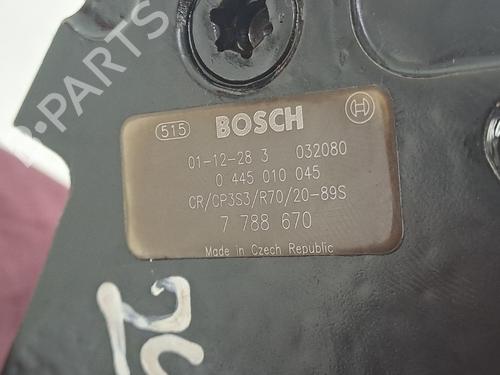 B-PARTS
515 BOSCH
01-12-28 3 032080
0 445 010 045
CR/CP3S3/R70/20-89S
7 788 670
Made in Czech Republic